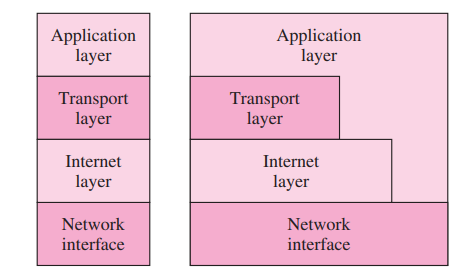 Application
layer
Transport
layer
Internet
layer
Network
interface
Application
layer
Transport
layer
Internet
layer
Network
interface